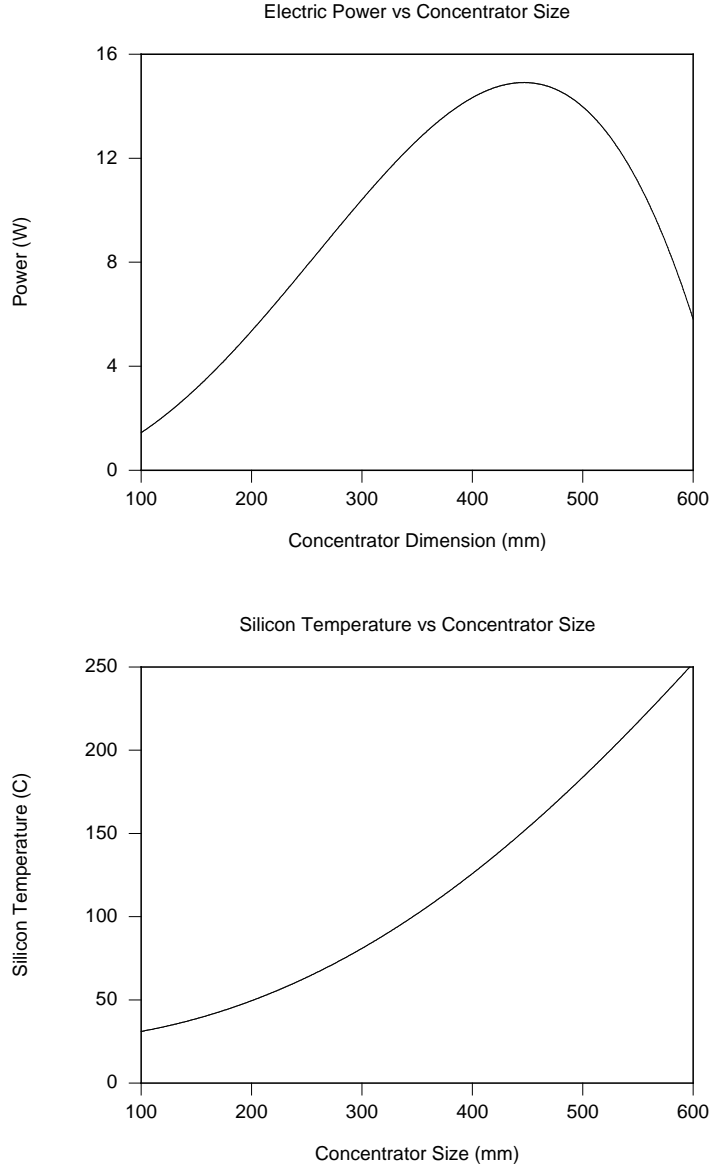 Electric Power vs Concentrator Size
16
12
8
4
0
Power (W)
100 200 300 400 500 600
Concentrator Dimension (mm)
Silicon Temperature vs Concentrator Size
250
200
150
100
50
0
Silicon Temperature (C)
100 200 300 400 500 600
Concentrator Size (mm)